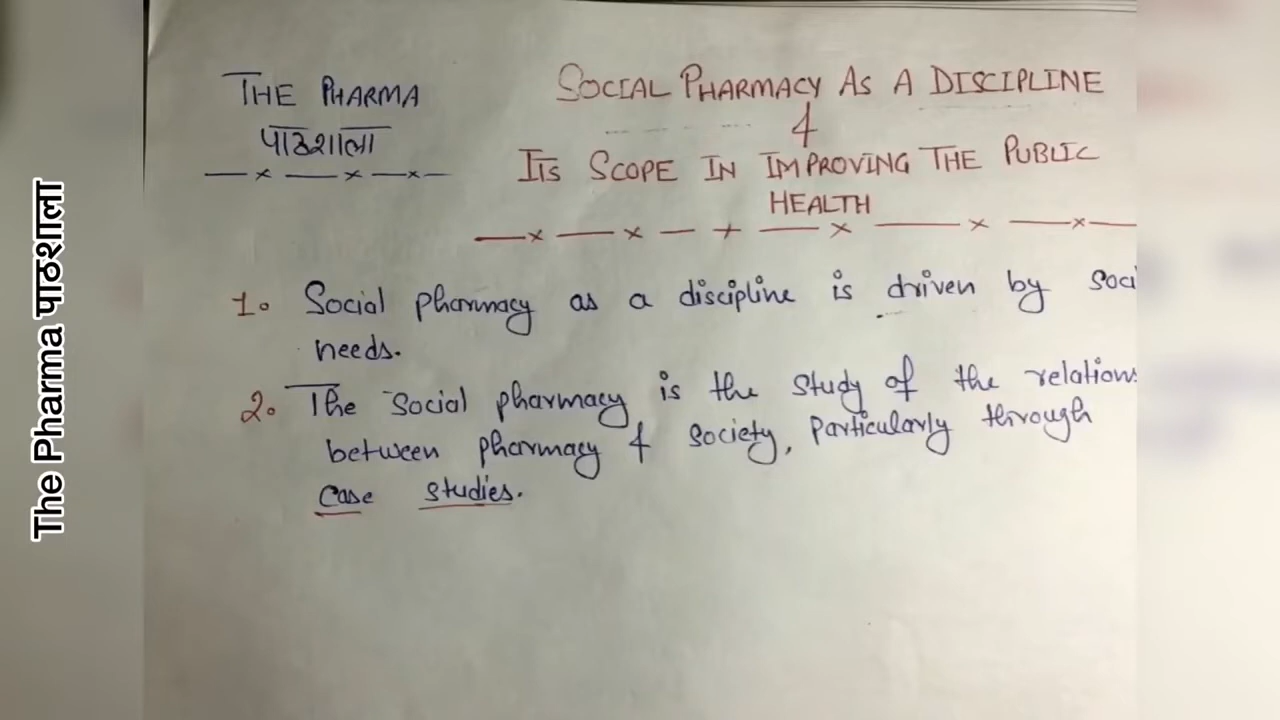 The Pharma पाठशाला
THE PHARMA
पाठशाला
SOCIAL PHARMACY AS A DISCIPLINE
&
ITS SCOPE IN IMPROVING THE PUBLIC
HEALTH
1. Social pharmacy as a discipline is driven by soci
needs.
2. The social pharmacy is the study of the relations
between pharmacy & society, particularly through
case studies.